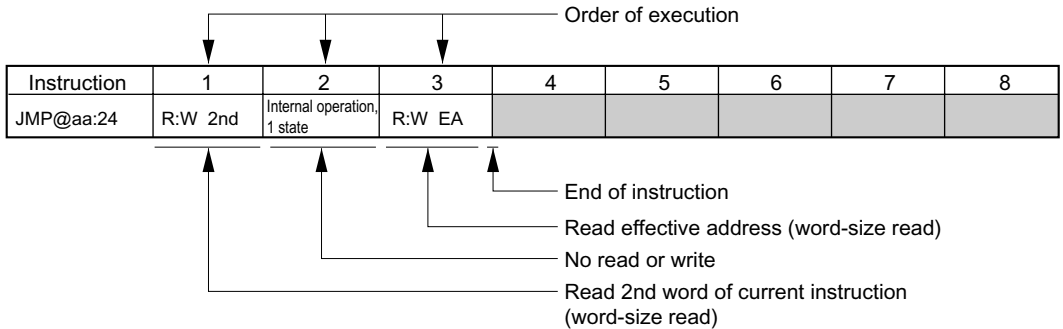 Order of execution
Instruction 1 2 3 4 5 6 7 8
JMP@aa:24 R:W 2nd Internal operation, R:W EA
1 state
End of instruction
Read effective address (word-size read)
No read or write
Read 2nd word of current instruction
(word-size read)